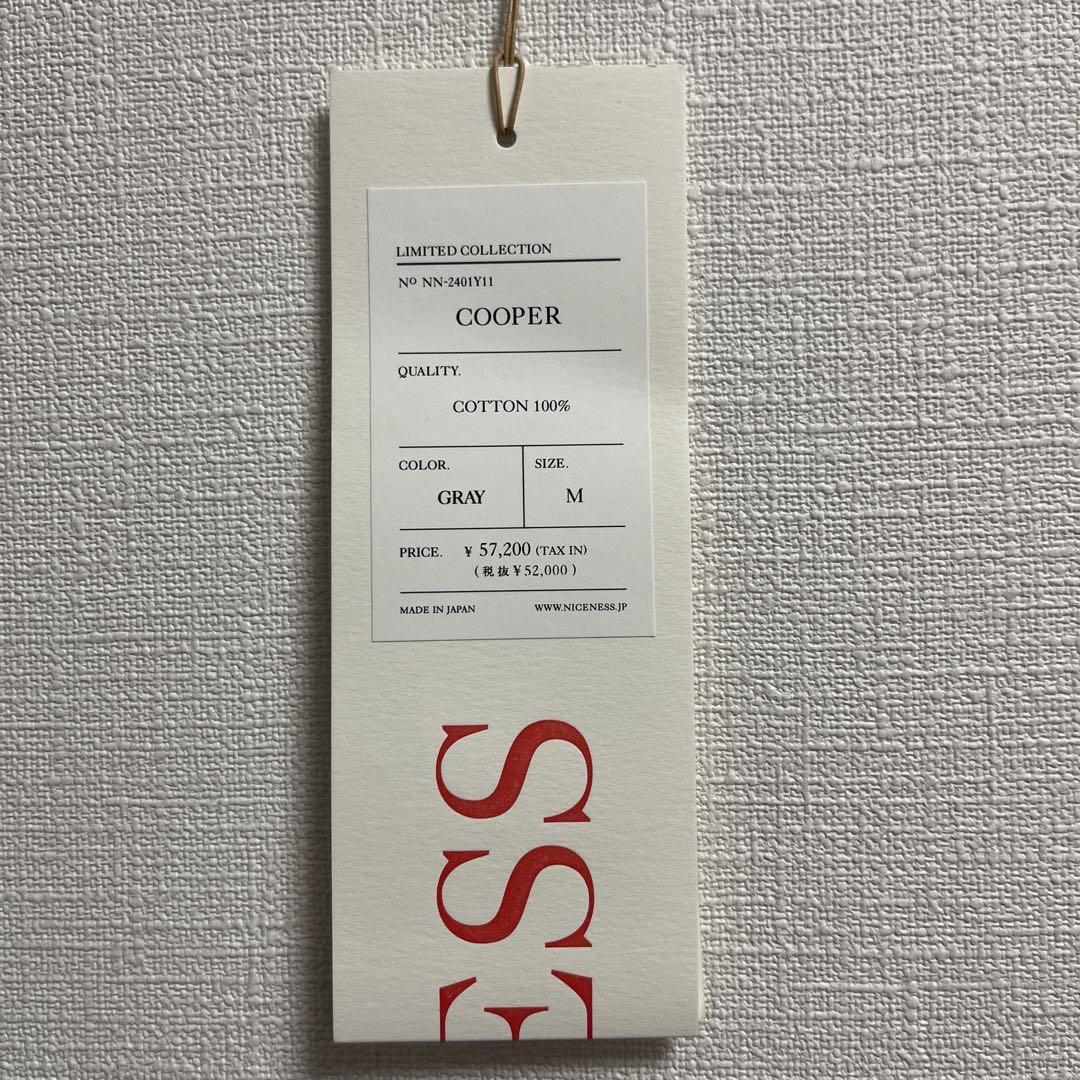 LIMITED COLLECTION
Nº NN-2401Y11
COOPER
QUALITY.
COTTON 100%
COLOR.
GRAY
SIZE.
M
PRICE. ¥ 57,200 (TAX IN)
(税抜¥52,000)
MADE IN JAPAN WWW.NICENESS.JP
ESS